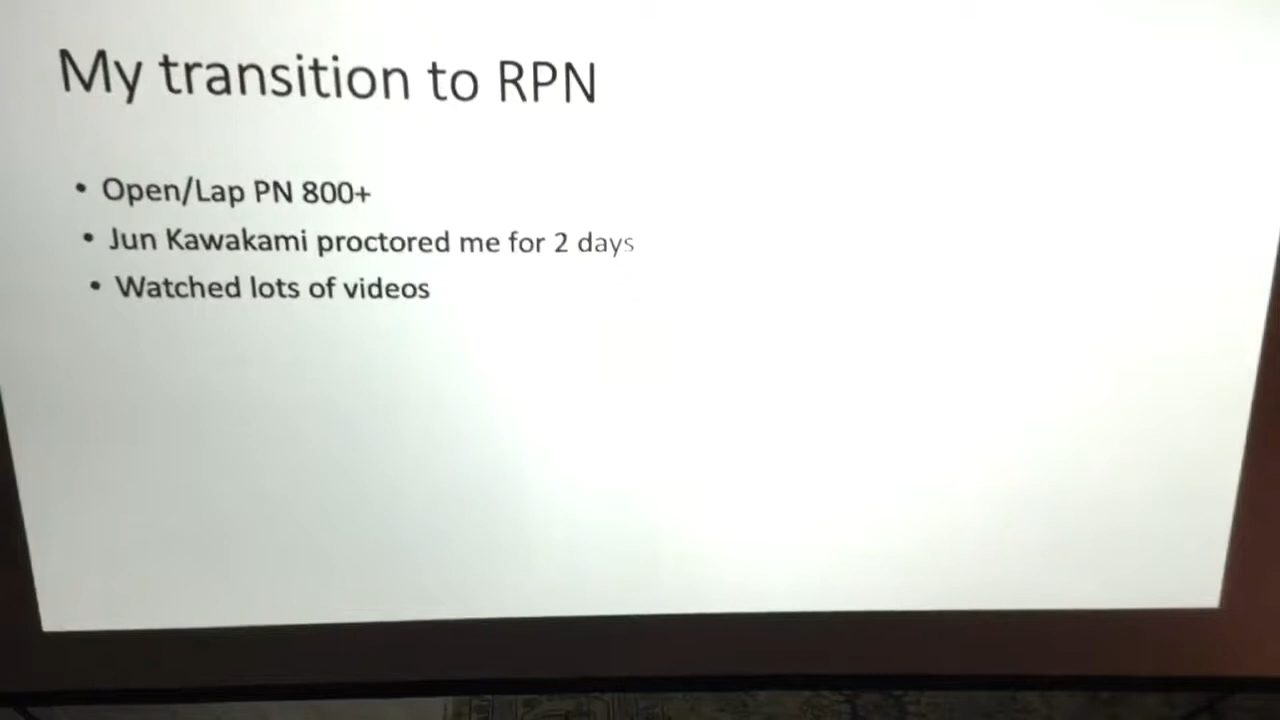 My transition to RPN
• Open/Lap PN 800+
• Jun Kawakami proctored me for 2 days
• Watched lots of videos